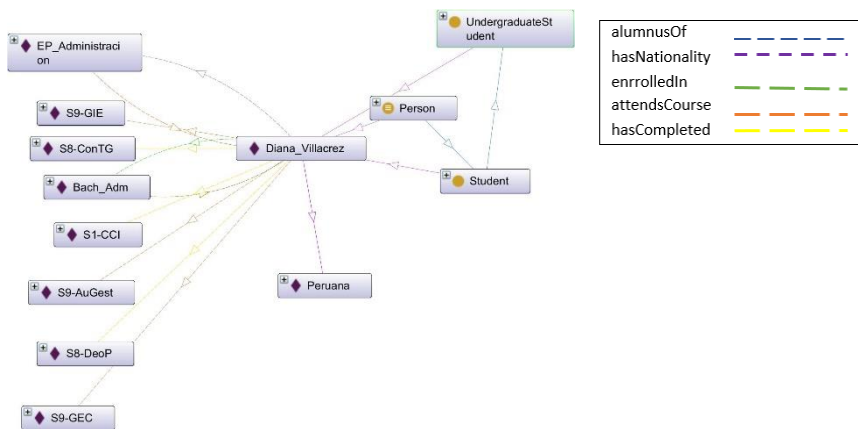 EP_Administraci
on
S9-GIE
S8-ConTG
Bach_Adm
S1-CCI
S9-AuGest
S8-DeoP
S9-GEC
Diana_Villacrez
Peruana
UndergraduateSt
udent
Person
Student
alumnusOf
hasNationality
enrrolledIn
attendsCourse
hasCompleted